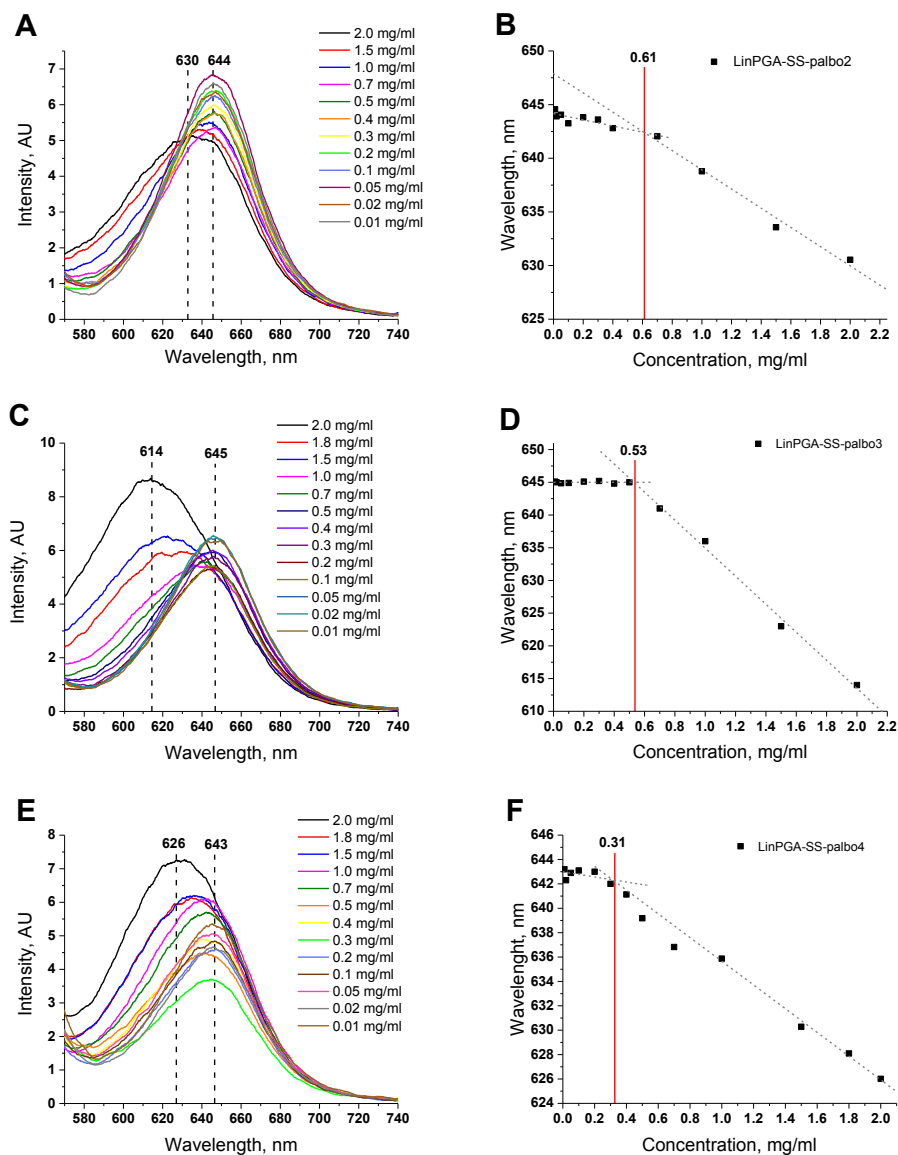 A
630 644
2.0 mg/ml
1.5 mg/ml
1.0 mg/ml
0.7 mg/ml
0.5 mg/ml
0.4 mg/ml
0.3 mg/ml
0.2 mg/ml
0.1 mg/ml
0.05 mg/ml
0.02 mg/ml
0.01 mg/ml
7
6
5
4
3
2
1
0
Intensity, AU
580 600 620 640 660 680 700 720 740
Wavelength, nm
B
0.61
LinPGA-SS-palbo2
650
645
640
635
630
625
Wavelength, nm
0.0 0.2 0.4 0.6 0.8 1.0 1.2 1.4 1.6 1.8 2.0 2.2
Concentration, mg/ml
C
614 645
2.0 mg/ml
1.8 mg/ml
1.5 mg/ml
1.0 mg/ml
0.7 mg/ml
0.5 mg/ml
0.4 mg/ml
0.3 mg/ml
0.2 mg/ml
0.1 mg/ml
0.05 mg/ml
0.02 mg/ml
0.01 mg/ml
10
8
6
4
2
0
Intensity, AU
580 600 620 640 660 680 700 720 740
Wavelength, nm
D
0.53
LinPGA-SS-palbo3
650
645
640
635
630
625
620
615
610
Wavelength, nm
0.0 0.2 0.4 0.6 0.8 1.0 1.2 1.4 1.6 1.8 2.0 2.2
Concentration, mg/ml
E
626 643
2.0 mg/ml
1.8 mg/ml
1.5 mg/ml
1.0 mg/ml
0.7 mg/ml
0.5 mg/ml
0.4 mg/ml
0.3 mg/ml
0.2 mg/ml
0.1 mg/ml
0.05 mg/ml
0.02 mg/ml
0.01 mg/ml
8
7
6
5
4
3
2
1
0
Intensity, AU
580 600 620 640 660 680 700 720 740
Wavelength, nm
F
0.31
LinPGA-SS-palbo4
646
644
642
640
638
636
634
632
630
628
626
624
Wavelenght, nm
0.0 0.2 0.4 0.6 0.8 1.0 1.2 1.4 1.6 1.8 2.0
Concentration, mg/ml